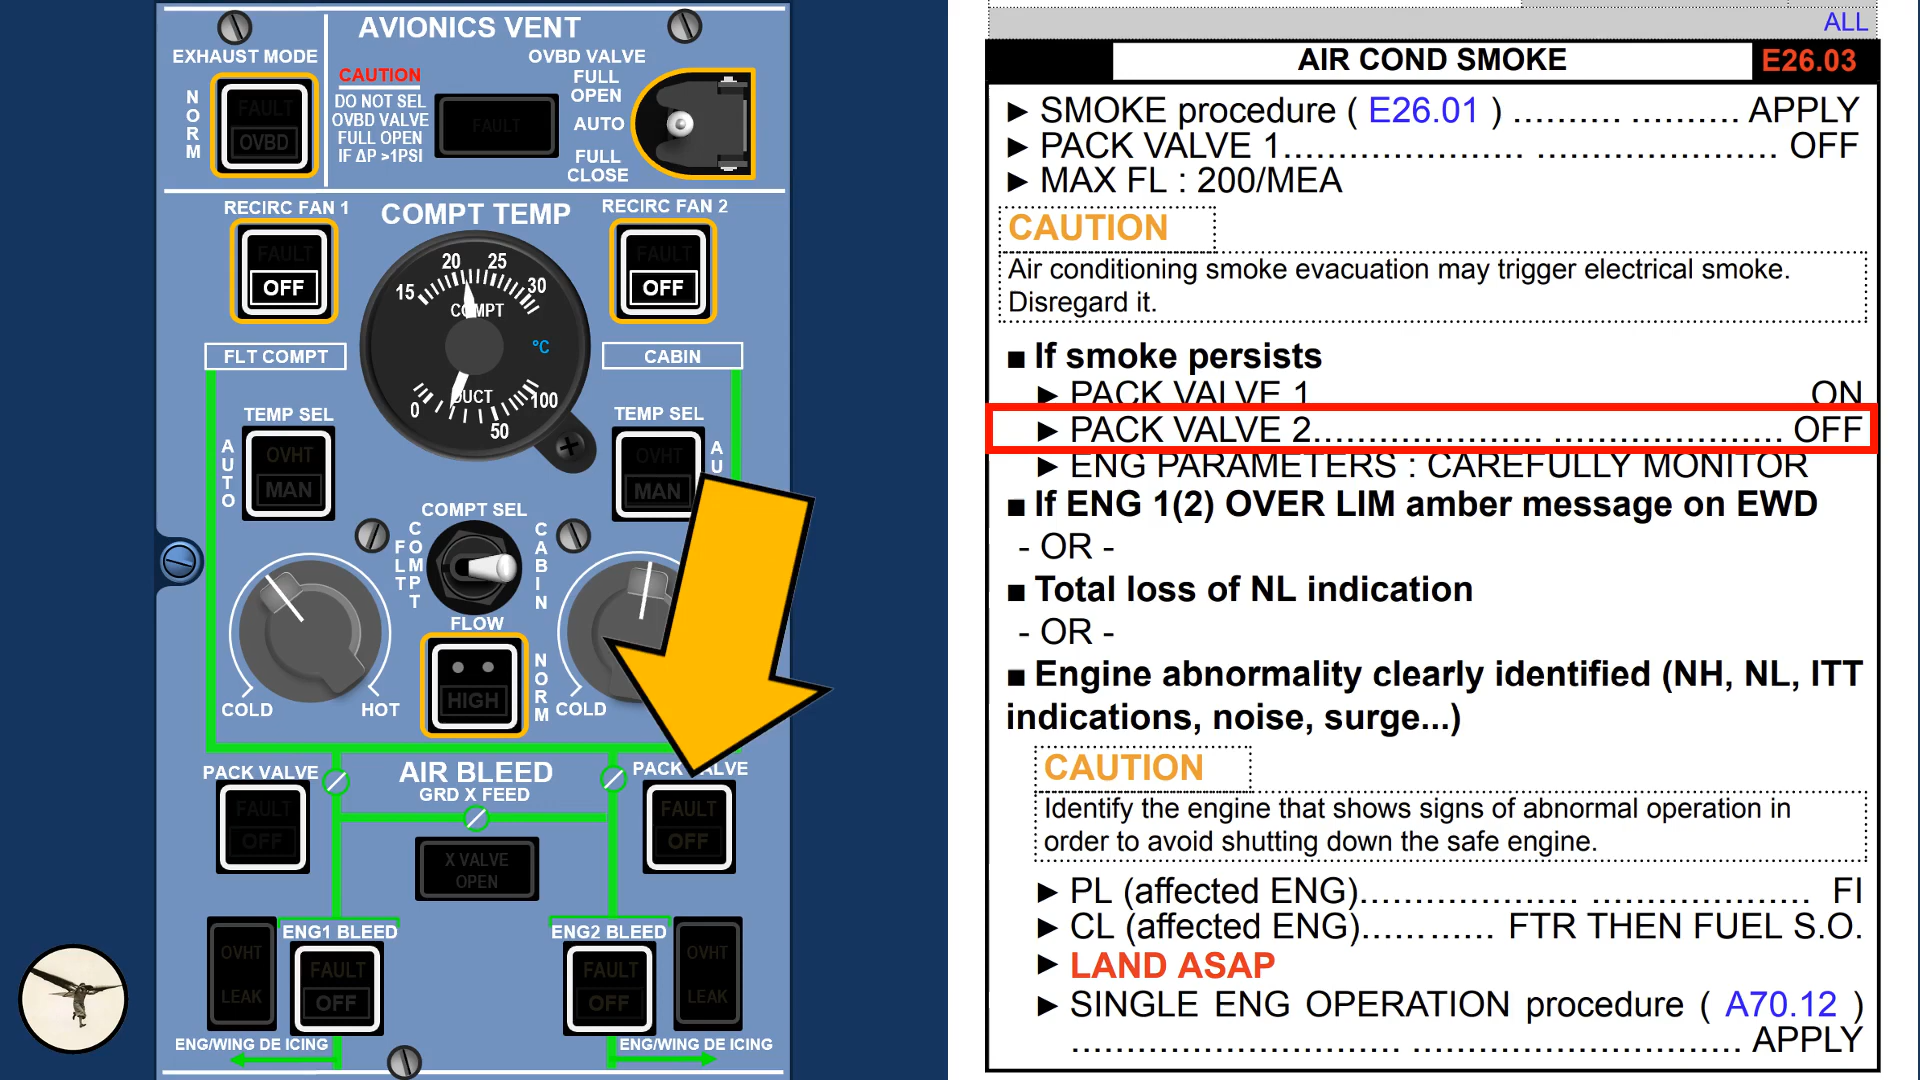 AVIONICS VENT
EXHAUST MODE
NORM
FAULT
OVBD
CAUTION
DO NOT SEL
OVBD VALVE
FULL OPEN
IF ΔP >1PSI
FAULT
OVBD VALVE
FULL
OPEN
AUTO
FULL
CLOSE
RECIRC FAN 1
FAULT
OFF
COMPT TEMP
RECIRC FAN 2
FAULT
OFF
15 20 25 30
COMPT
°C
DUCT
0 50 100
FLT COMPT
CABIN
TEMP SEL
AUTO
OVHT
MAN
TEMP SEL
OVHT
MAN
AU
COMPT SEL
FLT
COMPT
CABIN
FLOW
HIGH
NORM
COLD
HOT
COLD
PACK VALVE
FAULT
OFF
AIR BLEED
GRD X FEED
X VALVE
OPEN
PACK VALVE
FAULT
OFF
OVHT
LEAK
ENG1 BLEED
FAULT
OFF
ENG2 BLEED
FAULT
OFF
OVHT
LEAK
ENG/WING DE ICING
ENG/WING DE ICING
ALL
AIR COND SMOKE E26.03
► SMOKE procedure ( E26.01 ) .......... .......... APPLY
► PACK VALVE 1...................... ...................... OFF
► MAX FL : 200/MEA
CAUTION
Air conditioning smoke evacuation may trigger electrical smoke.
Disregard it.
■ If smoke persists
► PACK VALVE 1 ON
► PACK VALVE 2..................... ..................... OFF
► ENG PARAMETERS : CAREFULLY MONITOR
■ If ENG 1(2) OVER LIM amber message on EWD
- OR -
■ Total loss of NL indication
- OR -
■ Engine abnormality clearly identified (NH, NL, ITT
indications, noise, surge...)
CAUTION
Identify the engine that shows signs of abnormal operation in
order to avoid shutting down the safe engine.
► PL (affected ENG).................... .................... FI
► CL (affected ENG)............ FTR THEN FUEL S.O.
► LAND ASAP
► SINGLE ENG OPERATION procedure ( A70.12 )
.............................. .............................. APPLY